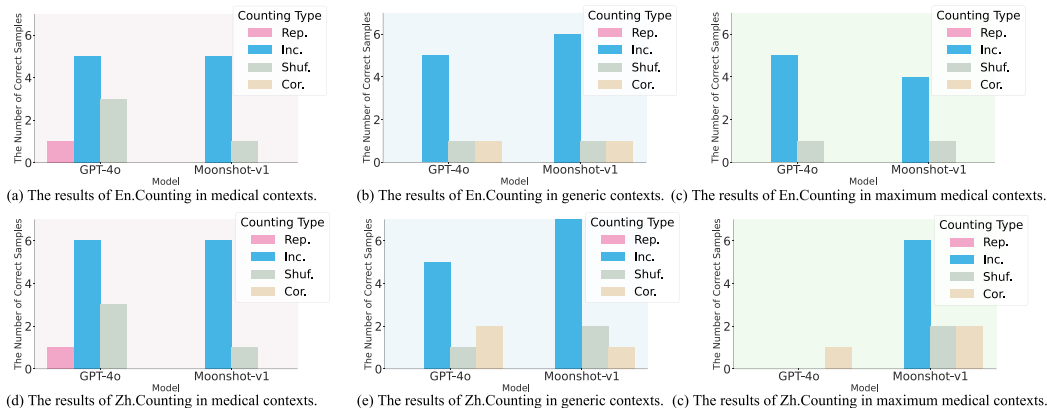 The Number of Correct Samples
6
4
2
0
GPT-4o
Moonshot-v1
Model
Counting Type
Rep.
Inc.
Shuf.
Cor.
(a) The results of En.Counting in medical contexts.
The Number of Correct Samples
6
4
2
0
GPT-4o
Moonshot-v1
Model
Counting Type
Rep.
Inc.
Shuf.
Cor.
(b) The results of En.Counting in generic contexts.
The Number of Correct Samples
6
4
2
0
GPT-4o
Moonshot-v1
Model
Counting Type
Rep.
Inc.
Shuf.
Cor.
(c) The results of En.Counting in maximum medical contexts.
The Number of Correct Samples
6
4
2
0
GPT-4o
Moonshot-v1
Model
Counting Type
Rep.
Inc.
Shuf.
Cor.
(d) The results of Zh.Counting in medical contexts.
The Number of Correct Samples
6
4
2
0
GPT-4o
Moonshot-v1
Model
Counting Type
Rep.
Inc.
Shuf.
Cor.
(e) The results of Zh.Counting in generic contexts.
The Number of Correct Samples
6
4
2
0
GPT-4o
Moonshot-v1
Model
Counting Type
Rep.
Inc.
Shuf.
Cor.
(c) The results of Zh.Counting in maximum medical contexts.